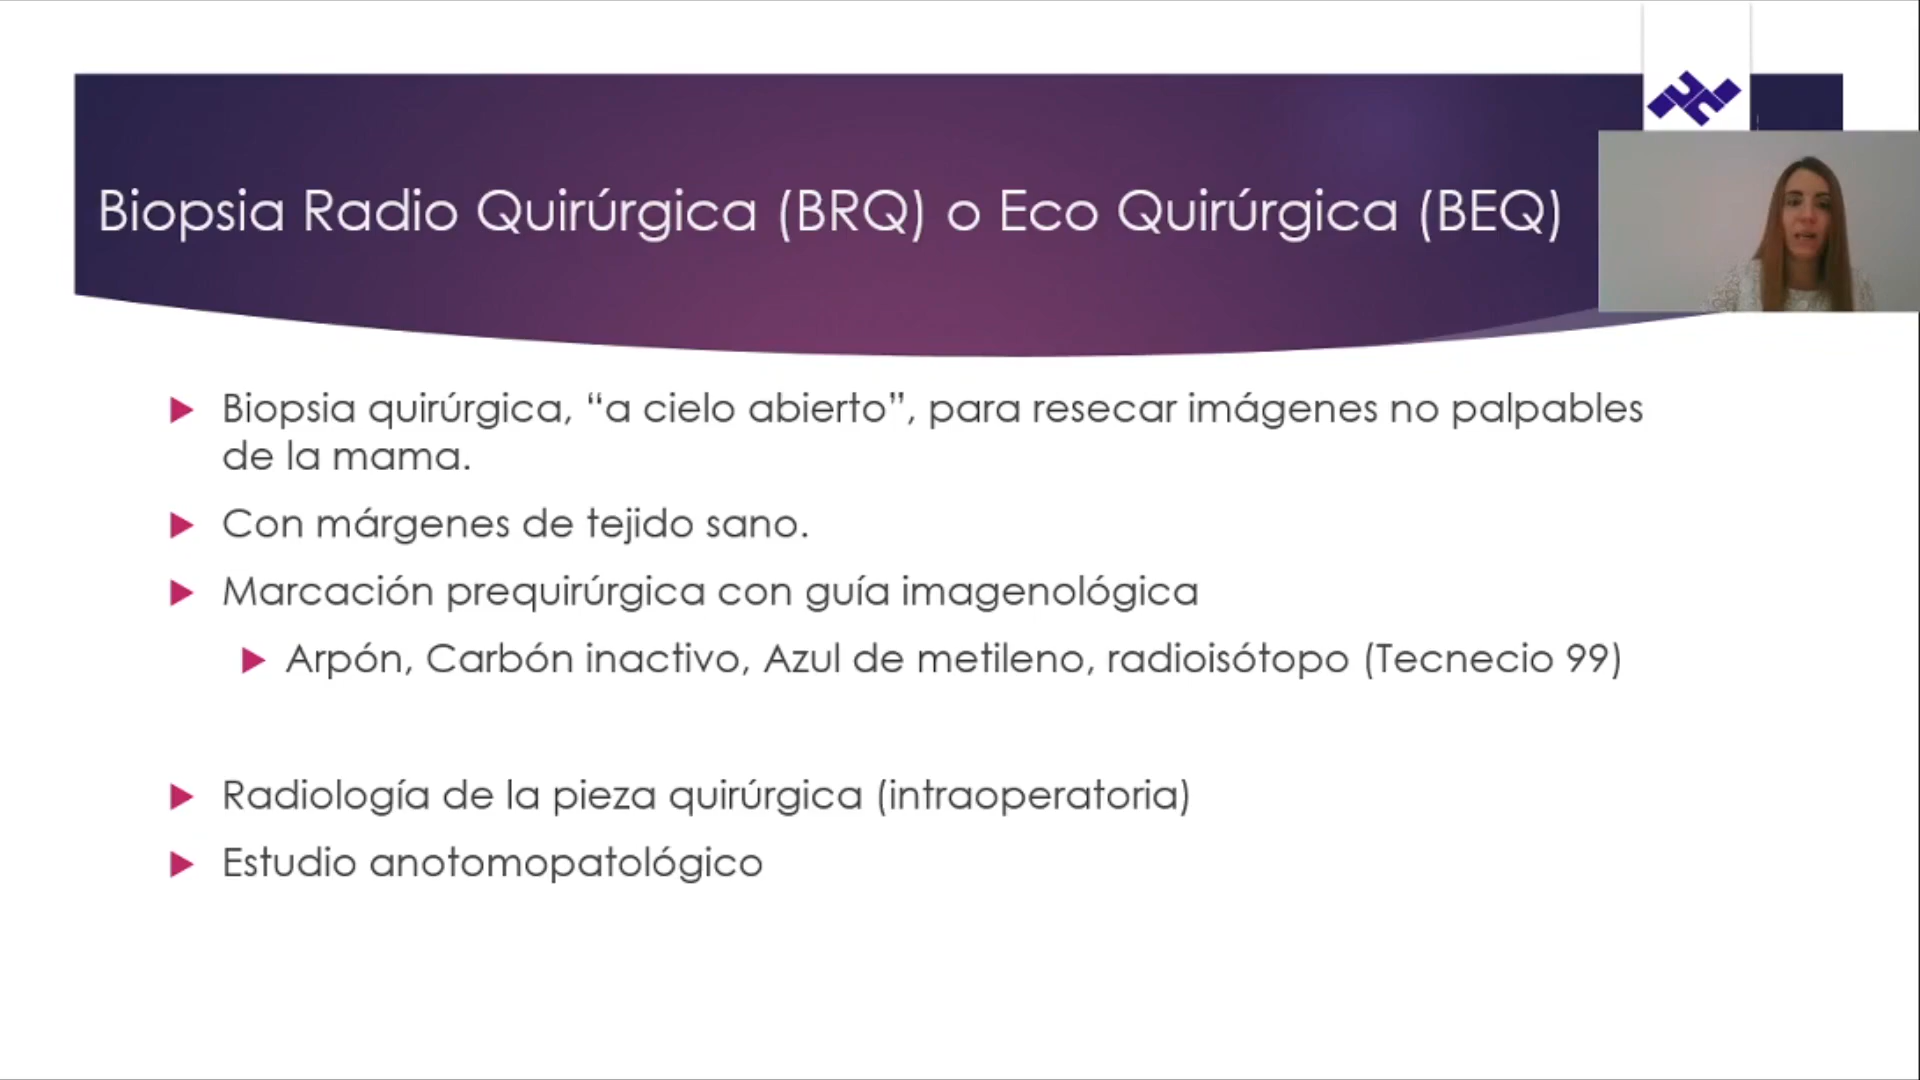 Biopsia Radio Quirúrgica (BRQ) o Eco Quirúrgica (BEQ)
Biopsia quirúrgica, “a cielo abierto”, para resecar imágenes no palpables
de la mama.
Con márgenes de tejido sano.
Marcación prequirúrgica con guía imagenológica
Arpón, Carbón inactivo, Azul de metileno, radioisótopo (Tecnecio 99)
Radiología de la pieza quirúrgica (intraoperatoria)
Estudio anotomopatológico